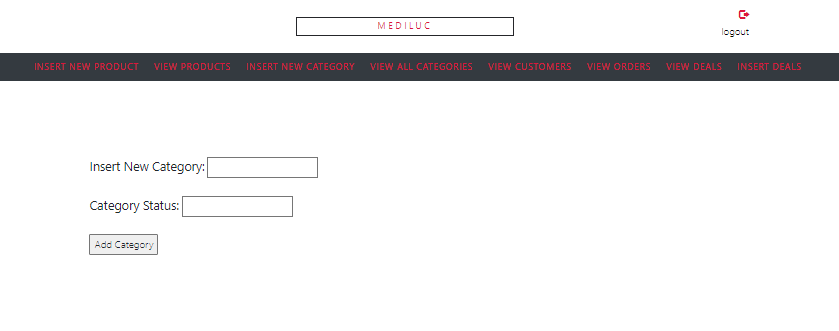 MEDILUC
logout
INSERT NEW PRODUCT VIEW PRODUCTS INSERT NEW CATEGORY VIEW ALL CATEGORIES VIEW CUSTOMERS VIEW ORDERS VIEW DEALS INSERT DEALS
Insert New Category:
Category Status:
Add Category